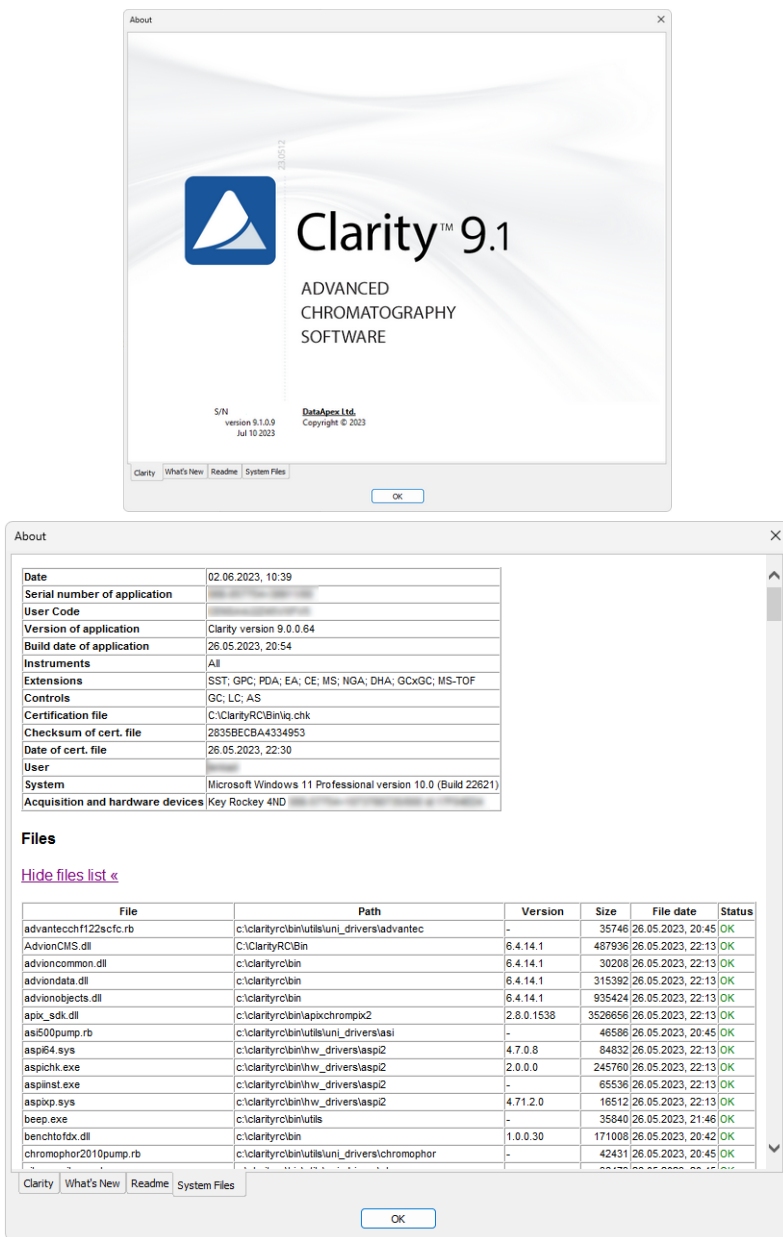 About
23.0512
Clarity™ 9.1
ADVANCED
CHROMATOGRAPHY
SOFTWARE
S/N
version 9.1.0.9
Jul 10 2023
DataApex Ltd.
Copyright © 2023
Clarity What's New Readme System Files
OK
About
Date 02.06.2023, 10:39
Serial number of application
User Code
Version of application Clarity version 9.0.0.64
Build date of application 26.05.2023, 20:54
Instruments All
Extensions SST; GPC; PDA; EA; CE; MS; NGA; DHA; GCxGC; MS-TOF
Controls GC; LC; AS
Certification file C:\ClarityRC\Bin\iq.chk
Checksum of cert. file 2835BECBA4334953
Date of cert. file 26.05.2023, 22:30
User
System Microsoft Windows 11 Professional version 10.0 (Build 22621)
Acquisition and hardware devices Key Rockey 4ND
Files
Hide files list «
File Path Version Size File date Status
advantecchf122scfc.rb c:\clarityrc\bin\utils\uni_drivers\advantec - 35746 26.05.2023, 20:45 OK
AdvionCMS.dll C:\ClarityRC\Bin 6.4.14.1 487936 26.05.2023, 22:13 OK
advioncommon.dll c:\clarityrc\bin 6.4.14.1 30208 26.05.2023, 22:13 OK
adviondata.dll c:\clarityrc\bin 6.4.14.1 315392 26.05.2023, 22:13 OK
advionobjects.dll c:\clarityrc\bin 6.4.14.1 935424 26.05.2023, 22:13 OK
apix_sdk.dll c:\clarityrc\bin\apixchrompix2 2.8.0.1538 3526656 26.05.2023, 22:13 OK
asi500pump.rb c:\clarityrc\bin\utils\uni_drivers\asi - 46586 26.05.2023, 20:45 OK
aspi64.sys c:\clarityrc\bin\hw_drivers\aspi2 4.7.0.8 84832 26.05.2023, 22:13 OK
aspichk.exe c:\clarityrc\bin\hw_drivers\aspi2 2.0.0.0 245760 26.05.2023, 22:13 OK
aspiinst.exe c:\clarityrc\bin\hw_drivers\aspi2 - 65536 26.05.2023, 22:13 OK
aspixp.sys c:\clarityrc\bin\hw_drivers\aspi2 4.71.2.0 16512 26.05.2023, 22:13 OK
beep.exe c:\clarityrc\bin\utils - 35840 26.05.2023, 21:46 OK
benchtofdx.dll c:\clarityrc\bin 1.0.0.30 171008 26.05.2023, 20:42 OK
chromophor2010pump.rb c:\clarityrc\bin\utils\uni_drivers\chromophor - 42431 26.05.2023, 20:45 OK
Clarity What's New Readme System Files
OK